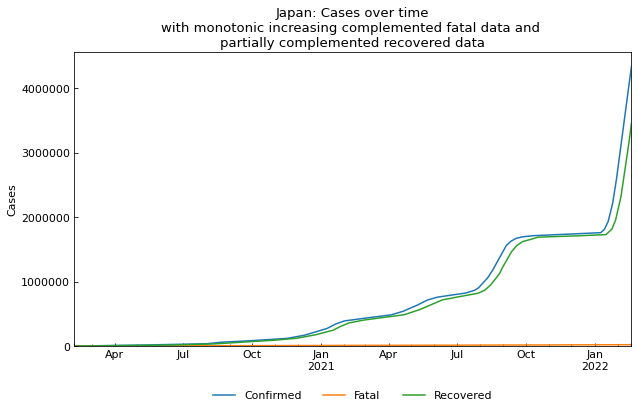 Japan: Cases over time
with monotonic increasing complemented fatal data and
partially complemented recovered data
Cases
4000000
3000000
2000000
1000000
0
Apr
Jul
Oct
Jan
2021
Apr
Jul
Oct
Jan
2022
Confirmed
Fatal
Recovered